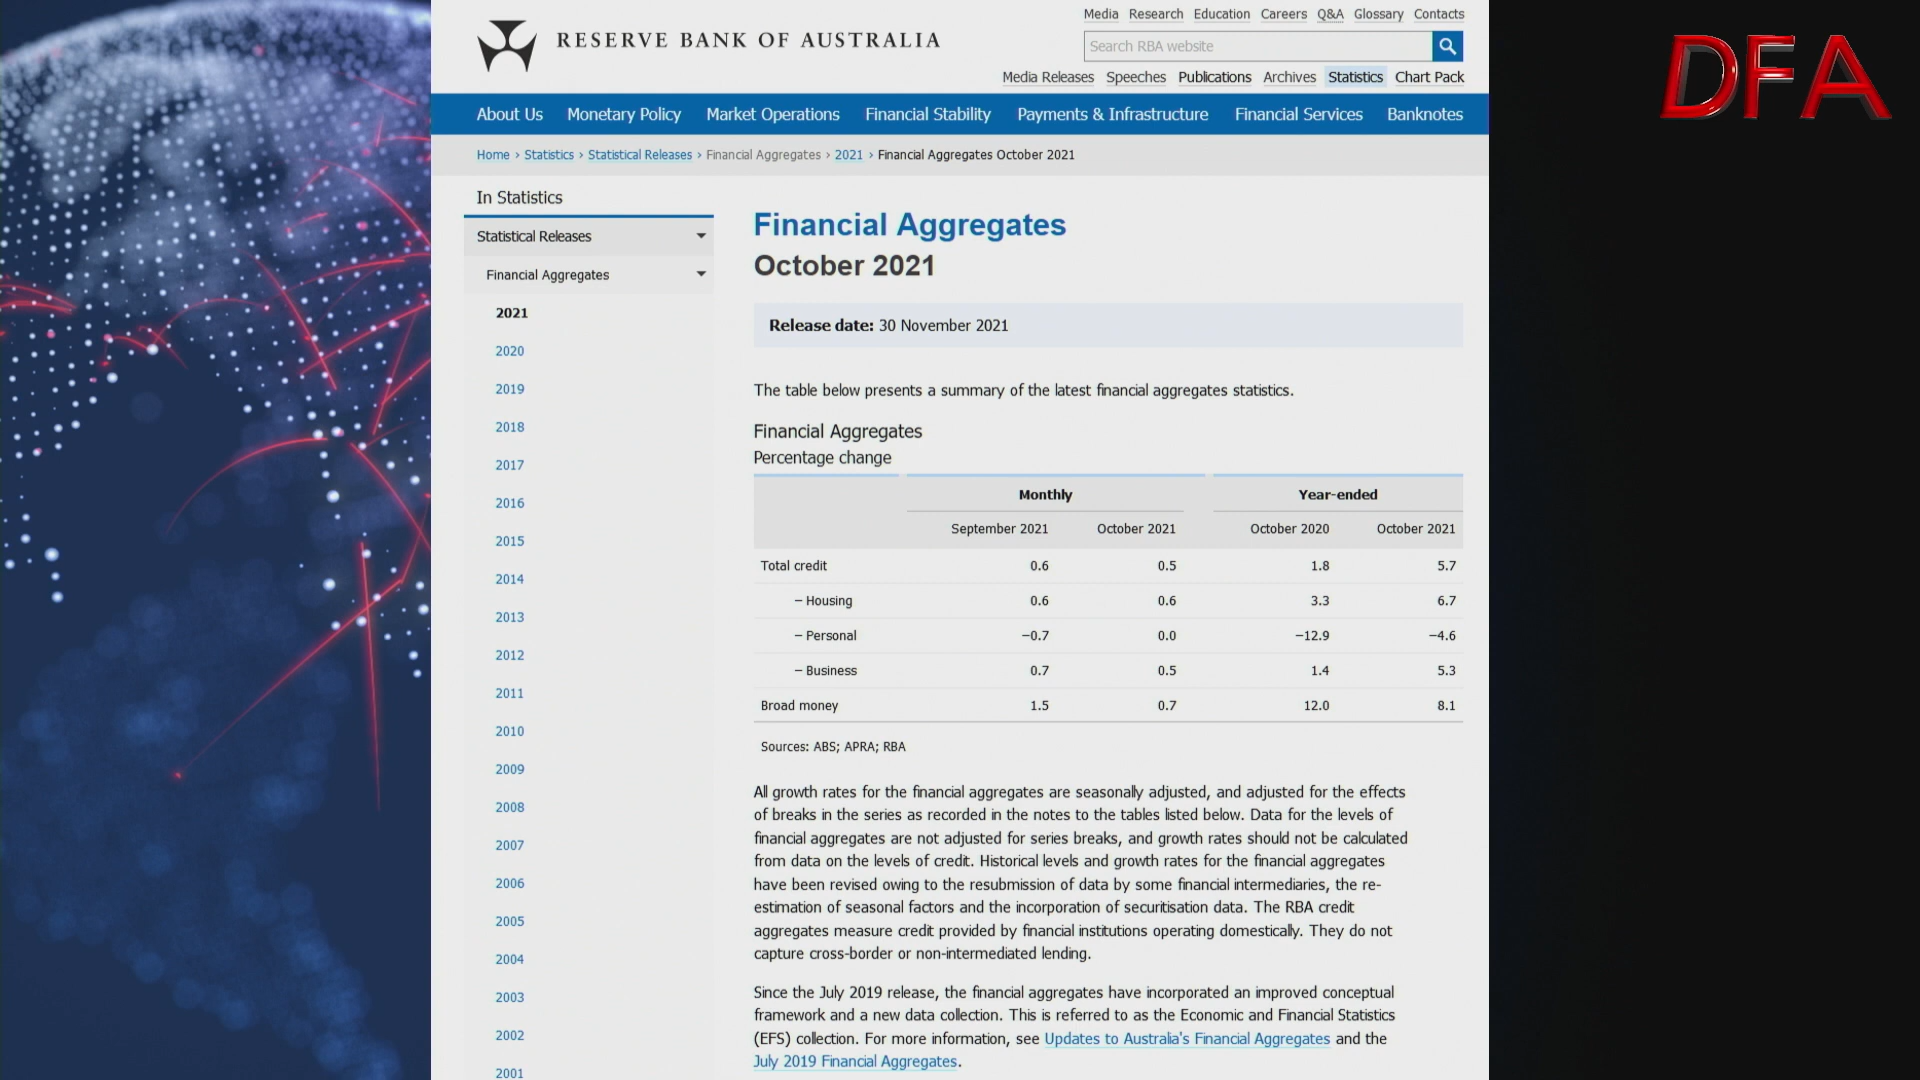 Media Research Education Careers Q&A Glossary Contacts
RESERVE BANK OF AUSTRALIA
Search RBA website
DFA
Media Releases Speeches Publications Archives Statistics Chart Pack
About Us Monetary Policy Market Operations Financial Stability Payments & Infrastructure Financial Services Banknotes
Home › Statistics › Statistical Releases › Financial Aggregates › 2021 › Financial Aggregates October 2021
In Statistics
Statistical Releases
Financial Aggregates
2021
2020
2019
2018
2017
2016
2015
2014
2013
2012
2011
2010
2009
2008
2007
2006
2005
2004
2003
2002
2001
Financial Aggregates
October 2021
Release date: 30 November 2021
The table below presents a summary of the latest financial aggregates statistics.
Financial Aggregates
Percentage change
Monthly Year-ended
September 2021 October 2021 October 2020 October 2021
Total credit 0.6 0.5 1.8 5.7
– Housing 0.6 0.6 3.3 6.7
– Personal –0.7 0.0 –12.9 –4.6
– Business 0.7 0.5 1.4 5.3
Broad money 1.5 0.7 12.0 8.1
Sources: ABS; APRA; RBA
All growth rates for the financial aggregates are seasonally adjusted, and adjusted for the effects
of breaks in the series as recorded in the notes to the tables listed below. Data for the levels of
financial aggregates are not adjusted for series breaks, and growth rates should not be calculated
from data on the levels of credit. Historical levels and growth rates for the financial aggregates
have been revised owing to the resubmission of data by some financial intermediaries, the re-
estimation of seasonal factors and the incorporation of securitisation data. The RBA credit
aggregates measure credit provided by financial institutions operating domestically. They do not
capture cross-border or non-intermediated lending.
Since the July 2019 release, the financial aggregates have incorporated an improved conceptual
framework and a new data collection. This is referred to as the Economic and Financial Statistics
(EFS) collection. For more information, see Updates to Australia's Financial Aggregates and the
July 2019 Financial Aggregates.